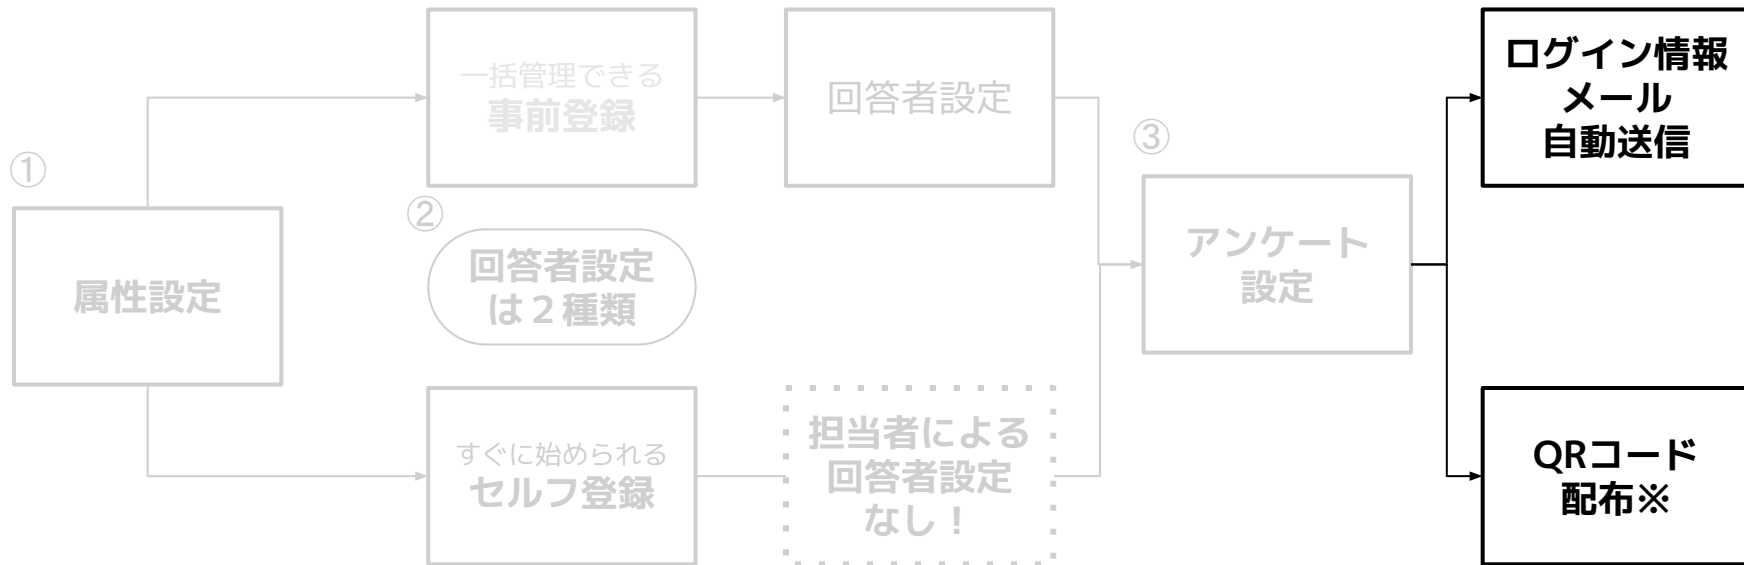 ①
属性設定
②
一括管理できる
事前登録
回答者設定
は２種類
すぐに始められる
セルフ登録
回答者設定
担当者による
回答者設定
なし！
③
アンケート
設定
ログイン情報
メール
自動送信
QRコード
配布※